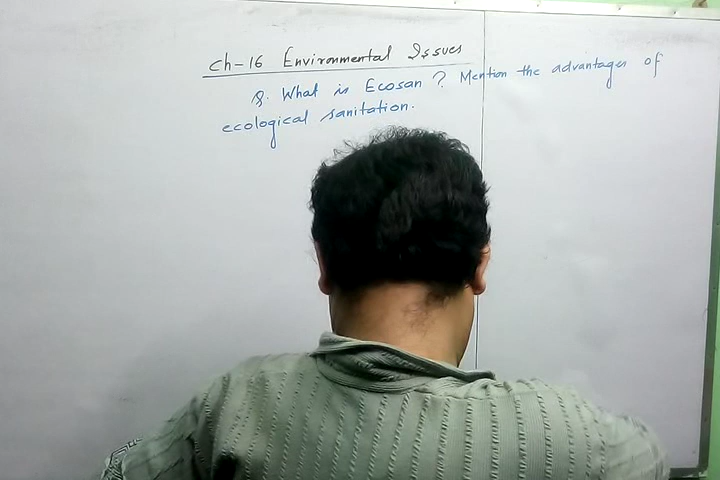 Ch-16 Environmental Issues
Q. What is Ecosan? Mention the advantages of
ecological sanitation.